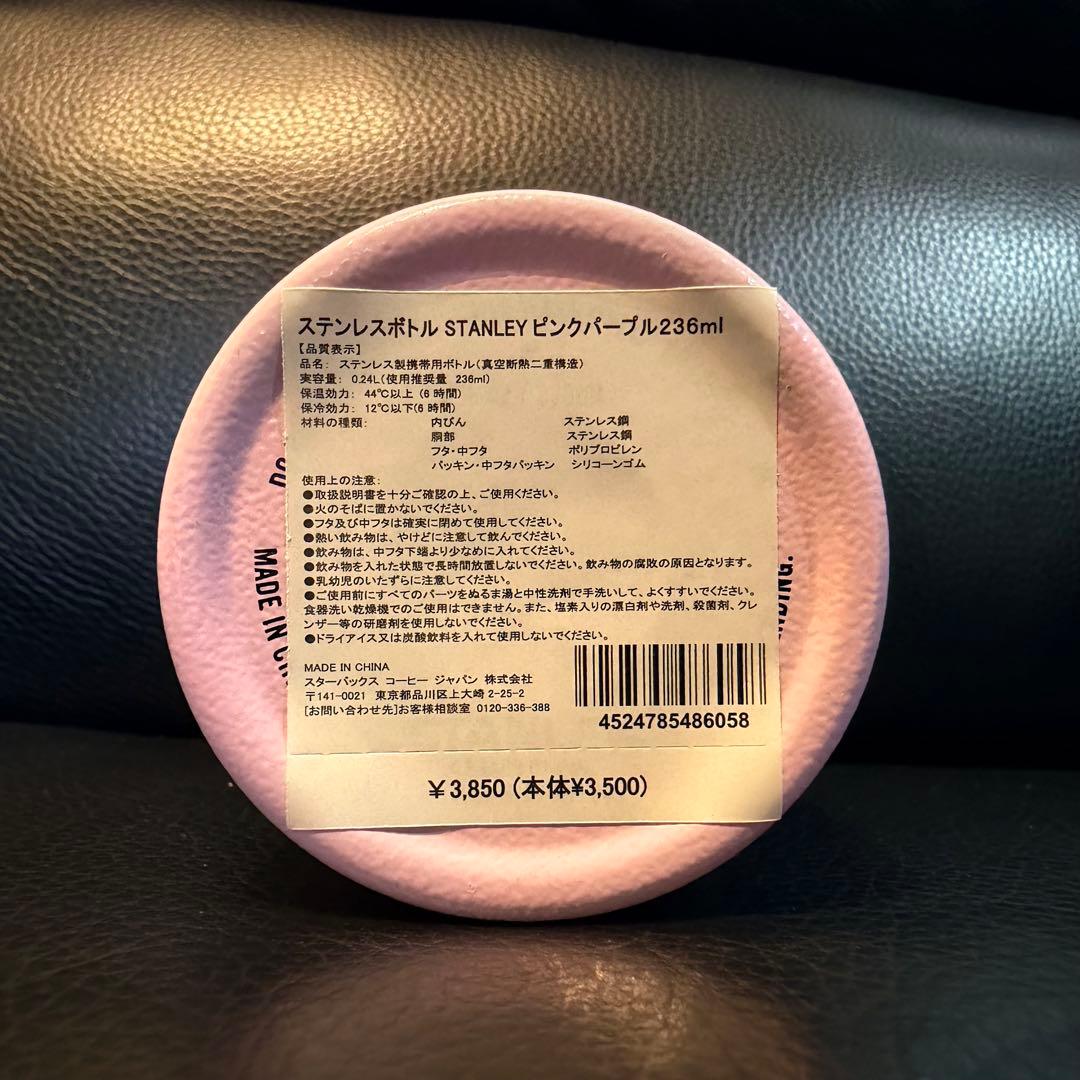 ステンレスボトル STANLEY ピンクパープル236ml
【品質表示】
品名: ステンレス製携帯用ボトル(真空断熱二重構造)
実容量: 0.24L(使用推奨量 236ml)
保温効力: 44℃以上 (6時間)
保冷効力: 12℃以下(6時間)
材料の種類: 内びん ステンレス鋼
胴部 ステンレス鋼
フタ・中フタ ポリプロピレン
パッキン・中フタパッキン シリコーンゴム
使用上の注意:
●取扱説明書を十分ご確認の上、ご使用ください。
●火のそばに置かないでください。
●フタ及び中フタは確実に閉めて使用してください。
●熱い飲み物は、やけどに注意して飲んでください。
●飲み物は、中フタ下端より少なめに入れてください。
●飲み物を入れた状態で長時間放置しないでください。飲み物の腐敗の原因となります。
●乳幼児のいたずらに注意してください。
●ご使用前にすべてのパーツをぬるま湯と中性洗剤で手洗いして、よくすすいでください。
食器洗い乾燥機でのご使用はできません。また、塩素入りの漂白剤や洗剤、殺菌剤、クレ
ンザー等の研磨剤を使用しないでください。
●ドライアイス又は炭酸飲料を入れて使用しないでください。
MADE IN CHINA
スターバックス コーヒー ジャパン 株式会社
〒141-0021 東京都品川区上大崎 2-25-2
[お問い合わせ先]お客様相談室 0120-336-388
4524785486058
¥3,850 (本体¥3,500)
MADE IN